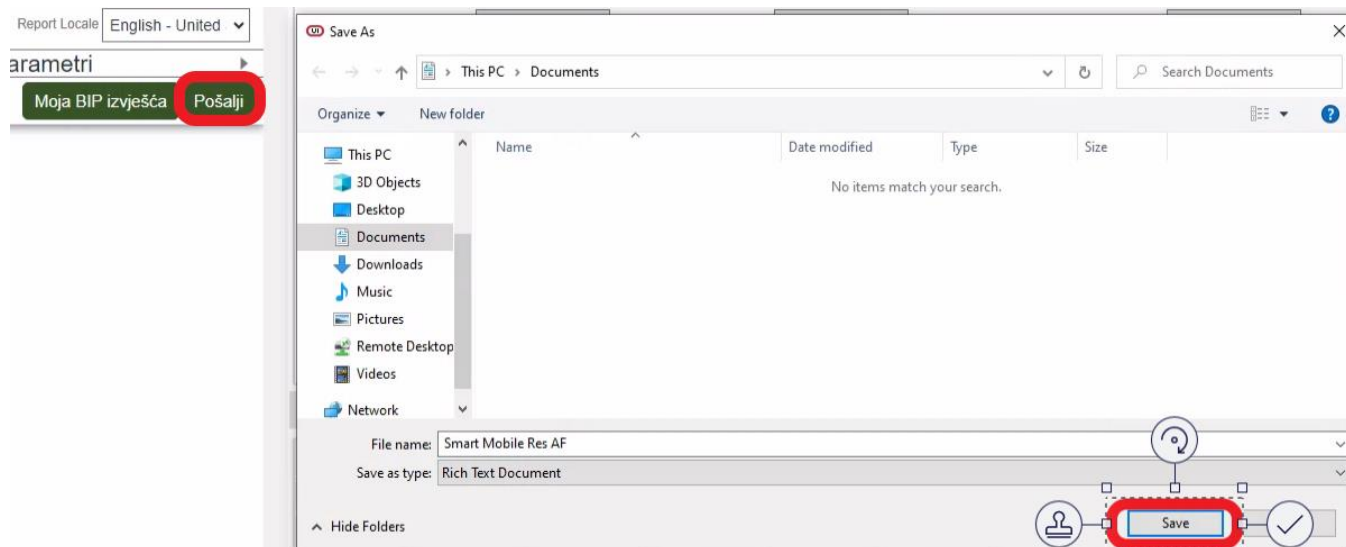 Report Locale English - United
arametri
Moja BIP izvješća Pošalji
UI Save As
This PC › Documents
Search Documents
Organize New folder
Name Date modified Type Size
No items match your search.
This PC
3D Objects
Desktop
Documents
Downloads
Music
Pictures
Remote Desktop
Videos
Network
File name: Smart Mobile Res AF
Save as type: Rich Text Document
Hide Folders
Save